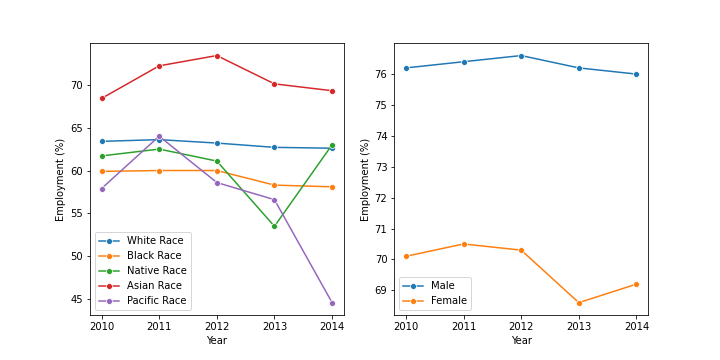 Employment (%)
70
65
60
55
50
45
White Race
Black Race
Native Race
Asian Race
Pacific Race
2010 2011 2012 2013 2014
Year
Employment (%)
76
75
74
73
72
71
70
69
Male
Female
2010 2011 2012 2013 2014
Year